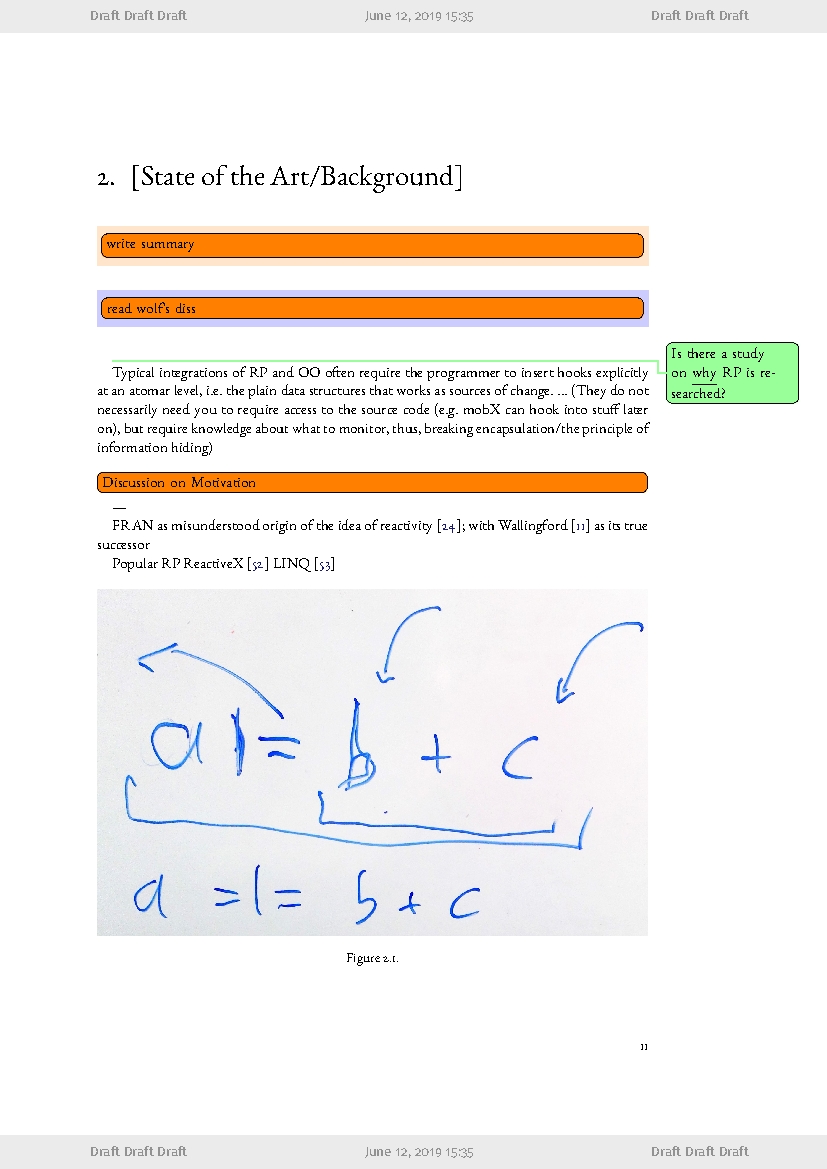 Draft Draft Draft June 12, 2019 15:35 Draft Draft Draft
2. [State of the Art/Background]
write summary
read wolf's diss
Is there a study
on why RP is re-
searched?
Typical integrations of RP and OO often require the programmer to insert hooks explicitly
at an atomar level, i.e. the plain data structures that works as sources of change. ... (They do not
necessarily need you to require access to the source code (e.g. mobX can hook into stuff later
on), but require knowledge about what to monitor, thus, breaking encapsulation/the principle of
information hiding)
Discussion on Motivation
—
FRAN as misunderstood origin of the idea of reactivity [24]; with Wallingford [11] as its true
successor
Popular RP ReactiveX [52] LINQ [53]
a |= b + c
a =|= b + c
Figure 2.1.
11
Draft Draft Draft June 12, 2019 15:35 Draft Draft Draft